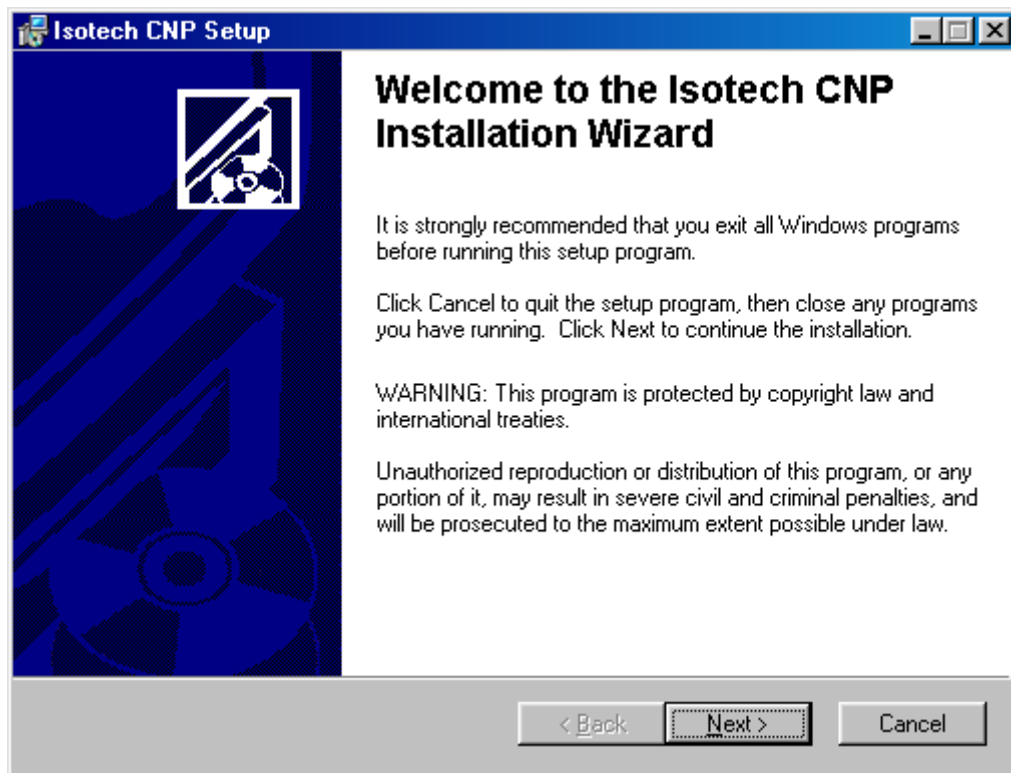 Isotech CNP Setup
Welcome to the Isotech CNP
Installation Wizard
It is strongly recommended that you exit all Windows programs
before running this setup program.
Click Cancel to quit the setup program, then close any programs
you have running.  Click Next to continue the installation.
WARNING: This program is protected by copyright law and
international treaties.
Unauthorized reproduction or distribution of this program, or any
portion of it, may result in severe civil and criminal penalties, and
will be prosecuted to the maximum extent possible under law.
< Back
Next >
Cancel